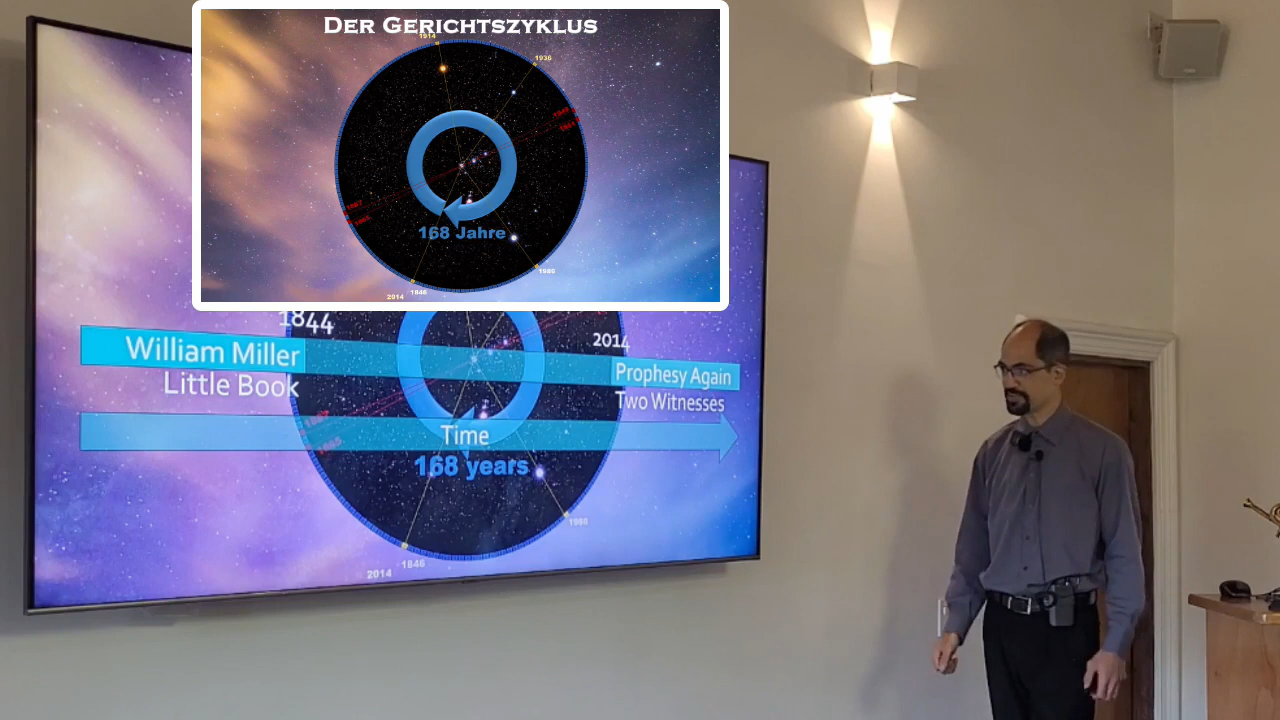 Der Gerichtszyklus
1914
1936
168 Jahre
1986
2014 1846
1844
William Miller
Little Book
2014
Prophesy Again
Two Witnesses
Time
168 years
1986
2014 1846